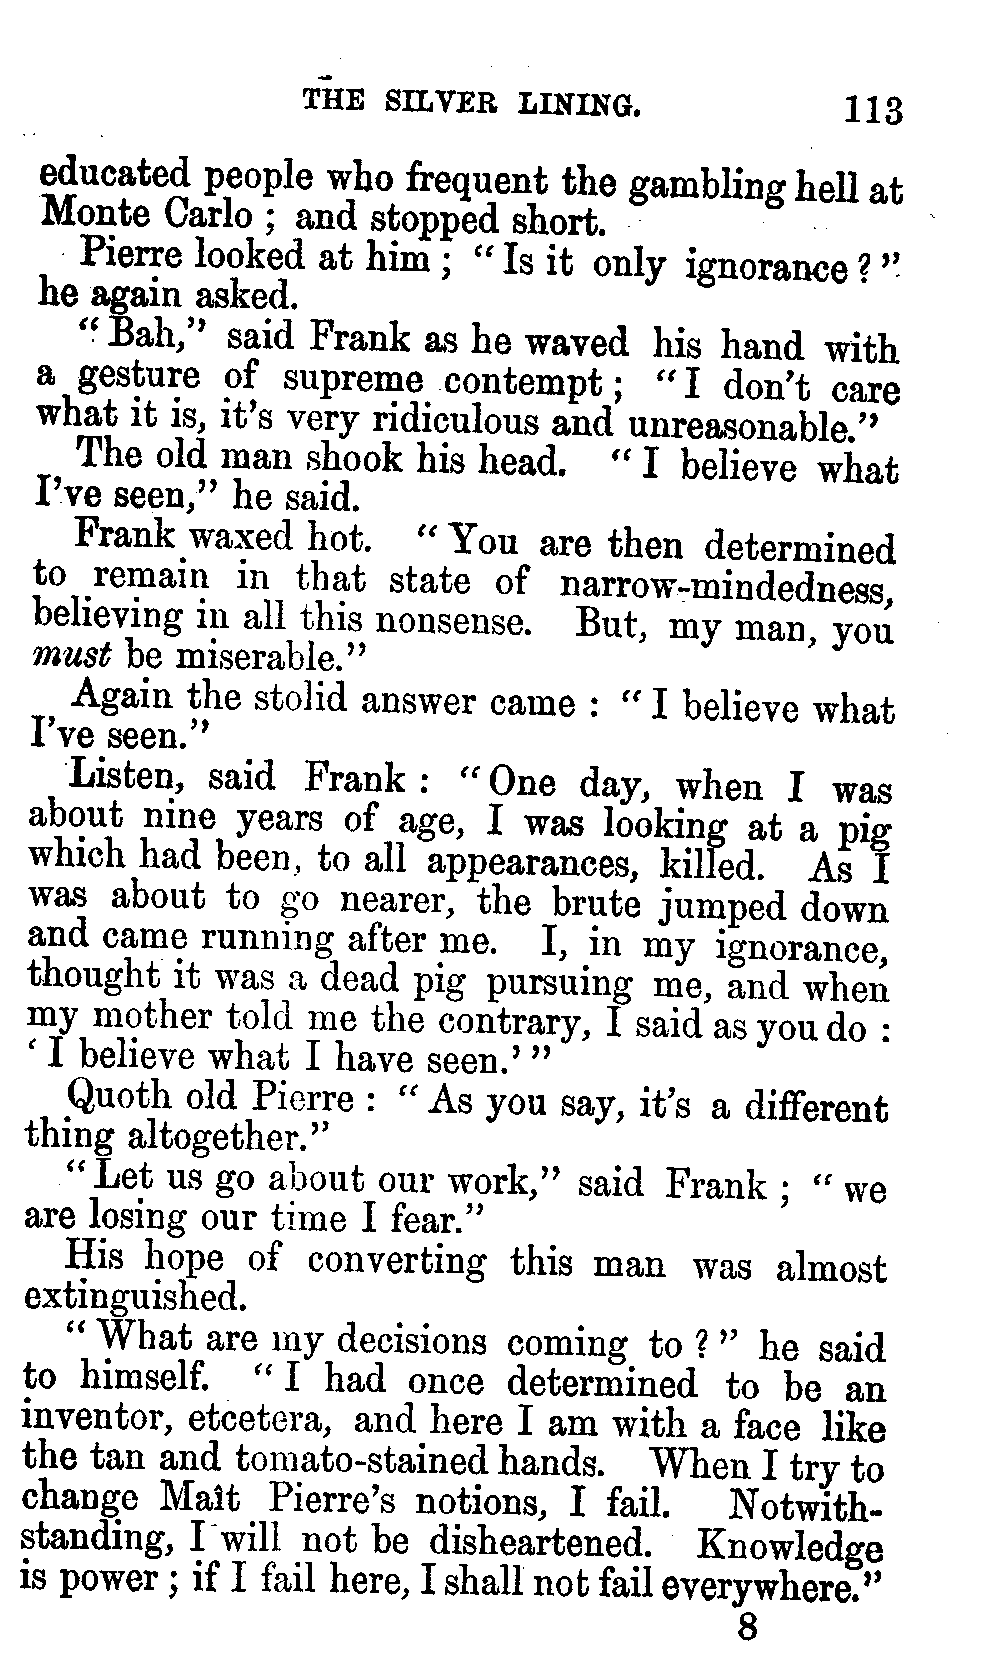 THE SILVER LINING. 113
educated people who frequent the gambling hell at
Monte Carlo ; and stopped short.
Pierre looked at him ; “ Is it only ignorance ? ”
he again asked.
“ Bah,” said Frank as he waved his hand with
a gesture of supreme contempt ; “ I don’t care
what it is, it’s very ridiculous and unreasonable.”
The old man shook his head. “ I believe what
I’ve seen,” he said.
Frank waxed hot. “ You are then determined
to remain in that state of narrow-mindedness,
believing in all this nonsense. But, my man, you
must be miserable.”
Again the stolid answer came : “ I believe what
I’ve seen.”
Listen, said Frank : “ One day, when I was
about nine years of age, I was looking at a pig
which had been, to all appearances, killed. As I
was about to go nearer, the brute jumped down
and came running after me. I, in my ignorance,
thought it was a dead pig pursuing me, and when
my mother told me the contrary, I said as you do :
‘ I believe what I have seen.’ ”
Quoth old Pierre : “ As you say, it’s a different
thing altogether.”
“ Let us go about our work,” said Frank ; “ we
are losing our time I fear.”
His hope of converting this man was almost
extinguished.
“ What are my decisions coming to ? ” he said
to himself. “ I had once determined to be an
inventor, etcetera, and here I am with a face like
the tan and tomato-stained hands. When I try to
change Maît Pierre’s notions, I fail. Notwith-
standing, I will not be disheartened. Knowledge
is power ; if I fail here, I shall not fail everywhere.”
8